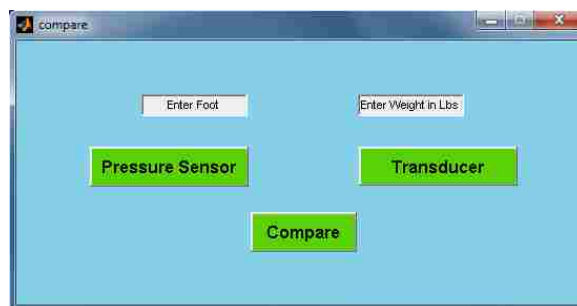 compare
Enter Foot
Enter Weight in Lbs
Pressure Sensor
Transducer
Compare